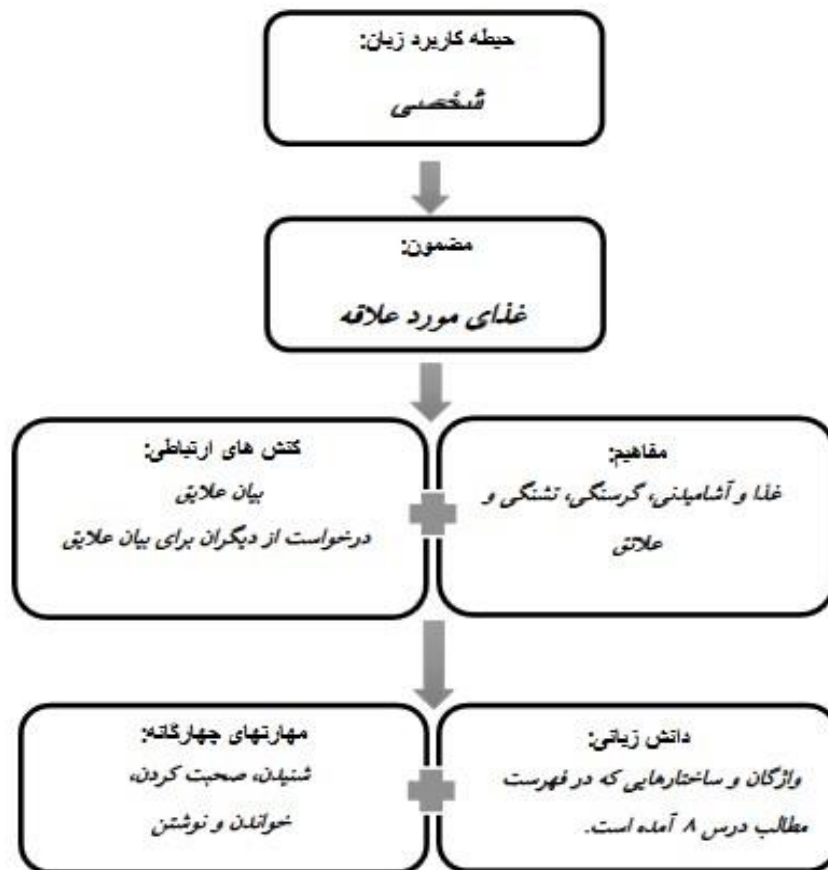 حیطه کاربرد زبان:
شخصی
مضمون:
غذای مورد علاقه
مفاهیم:
غذا و آشامیدنی، گرسنگی، تشنگی و
علائق
کنش های ارتباطی:
بیان علایق
درخواست از دیگران برای بیان علایق
دانش زبانی:
واژگان و ساختارهایی که در فهرست
مطالب درس ۸ آمده است.
مهارتهای چهارگانه:
شنیدن، صحبت کردن،
خواندن و نوشتن